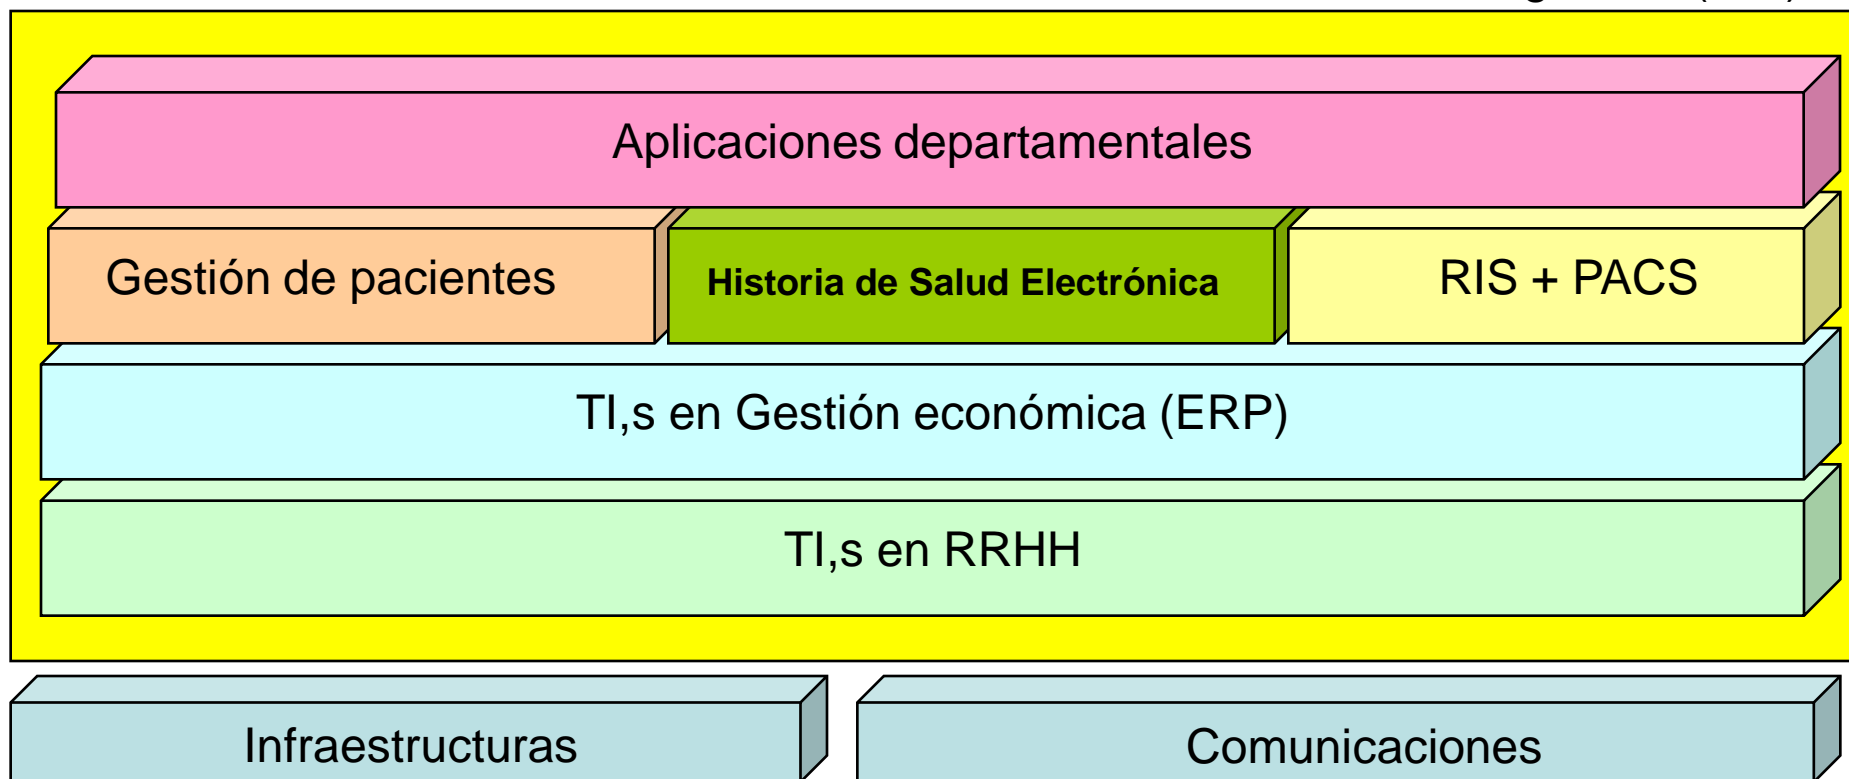 Aplicaciones departamentales
Gestión de pacientes
Historia de Salud Electrónica
RIS + PACS
TI,s en Gestión económica (ERP)
TI,s en RRHH
Infraestructuras
Comunicaciones